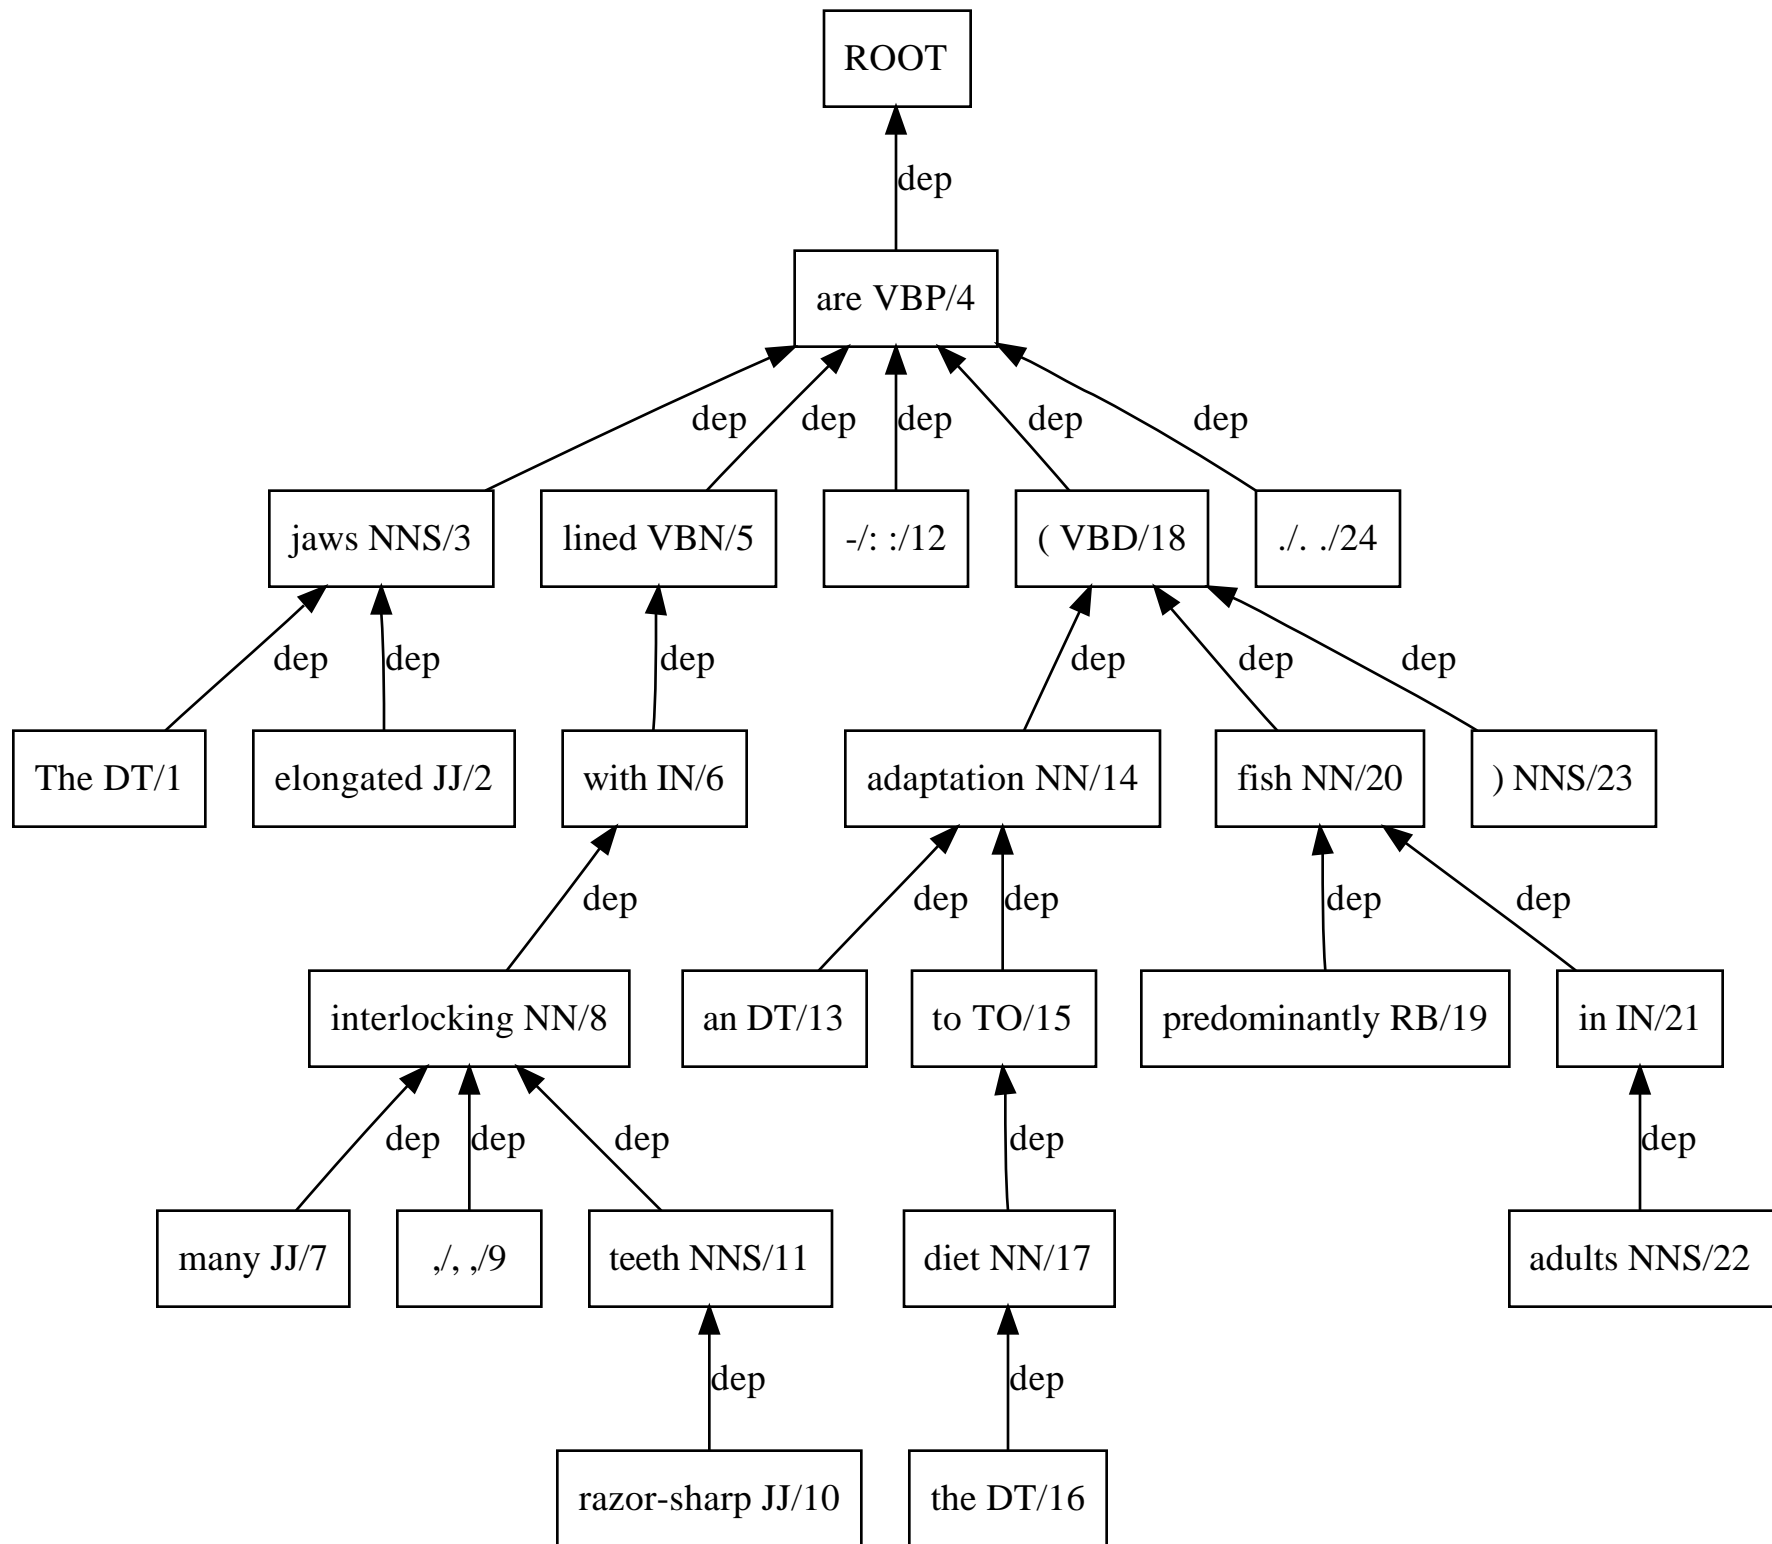 ROOT
dep
are VBP/4
dep dep dep dep dep
jaws NNS/3 lined VBN/5 -/: :/12 ( VBD/18 ./. ./24
dep dep dep dep dep dep
The DT/1 elongated JJ/2 with IN/6 adaptation NN/14 fish NN/20 ) NNS/23
dep dep dep dep dep
interlocking NN/8 an DT/13 to TO/15 predominantly RB/19 in IN/21
dep dep dep dep dep
many JJ/7 ,/, ,/9 teeth NNS/11 diet NN/17 adults NNS/22
dep dep
razor-sharp JJ/10 the DT/16